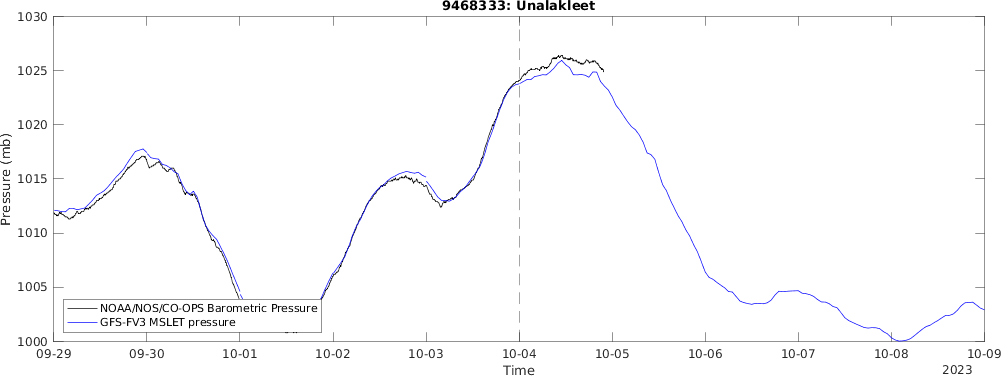 9468333: Unalakleet
Pressure (mb)
1030
1025
1020
1015
1010
1005
1000
NOAA/NOS/CO-OPS Barometric Pressure
GFS-FV3 MSLET pressure
09-29 09-30 10-01 10-02 10-03 10-04 10-05 10-06 10-07 10-08 10-09
Time
2023